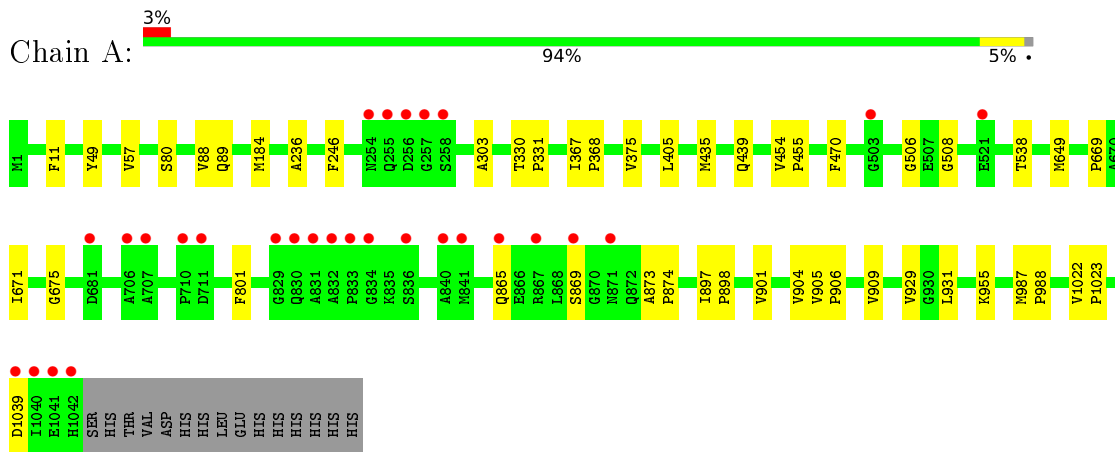 3%
Chain A:
94% 5% •
M1 F11 Y49 V57 S80 V88 Q89 M184 A236 F246 N254 Q255 D256 G257 S258 A303 T330 P331 I367 P368 V375 L405 M435 Q439 V454 P455 F470 G503 G506 E507 G508 E521 T538 M649 P669 A670
I671 G675 D681 A706 A707 P710 D711 F801 G829 Q830 A831 A832 P833 G834 K835 S836 A840 M841 Q865 E866 R867 L868 S869 G870 N871 Q872 A873 P874 I897 P898 V901 V904 V905 P906 V909 V929 G930 L931 K955 M987 P988 V1022 P1023
D1039 I1040 E1041 H1042 SER HIS THR VAL ASP HIS HIS LEU GLU HIS HIS HIS HIS HIS HIS